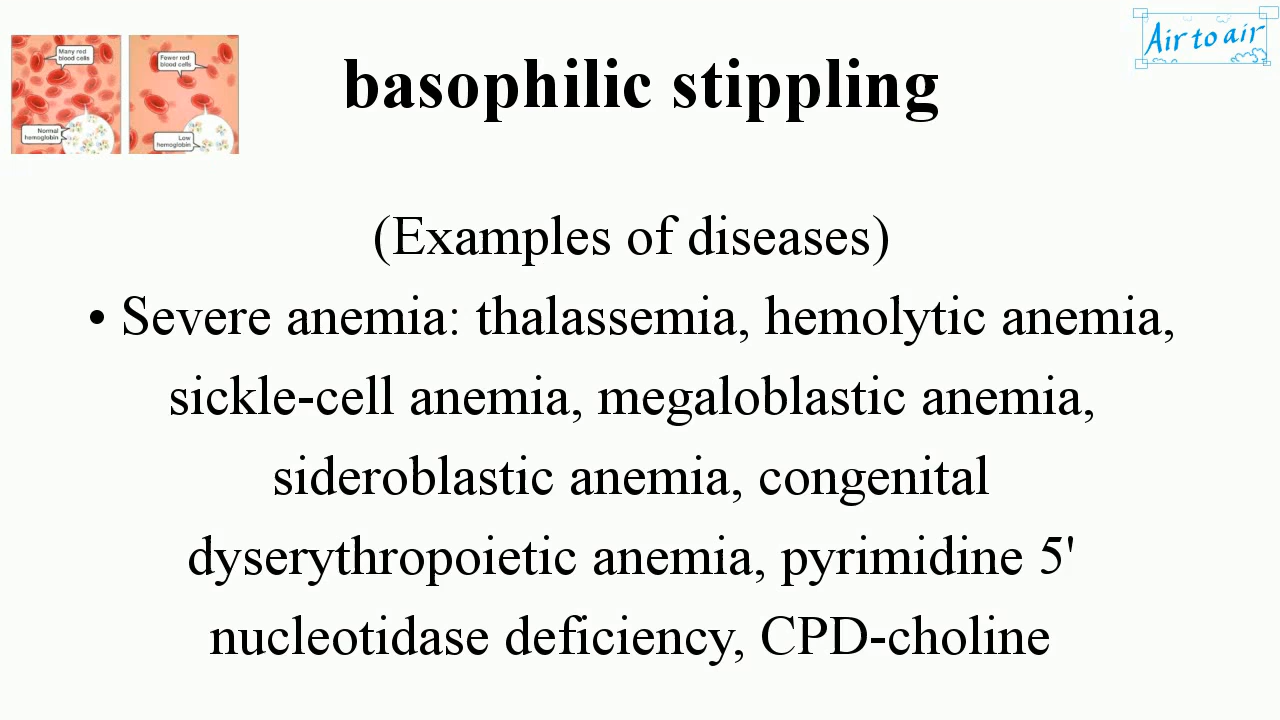 Many red
blood cells
Fewer red
blood cells
Normal
hemoglobin
Low
hemoglobin
Air to air
basophilic stippling
(Examples of diseases)
• Severe anemia: thalassemia, hemolytic anemia,
sickle-cell anemia, megaloblastic anemia,
sideroblastic anemia, congenital
dyserythropoietic anemia, pyrimidine 5'
nucleotidase deficiency, CPD-choline